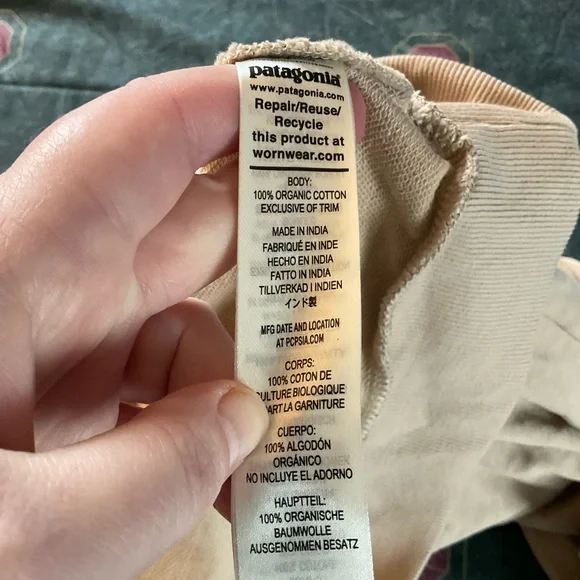 patagonia
www.patagonia.com
Repair/Reuse/
Recycle
this product at
wornwear.com
BODY:
100% ORGANIC COTTON
EXCLUSIVE OF TRIM
MADE IN INDIA
FABRIQUÉ EN INDE
HECHO EN INDIA
FATTO IN INDIA
TILLVERKAD I INDIEN
インド製
MFG DATE AND LOCATION
AT PCPSIA.COM
CORPS:
100% COTON DE
ULTURE BIOLOGIQUE
ART LA GARNITURE
CUERPO:
100% ALGODÓN
ORGÁNICO
NO INCLUYE EL ADORNO
HAUPTTEIL:
100% ORGANISCHE
BAUMWOLLE
AUSGENOMMEN BESATZ